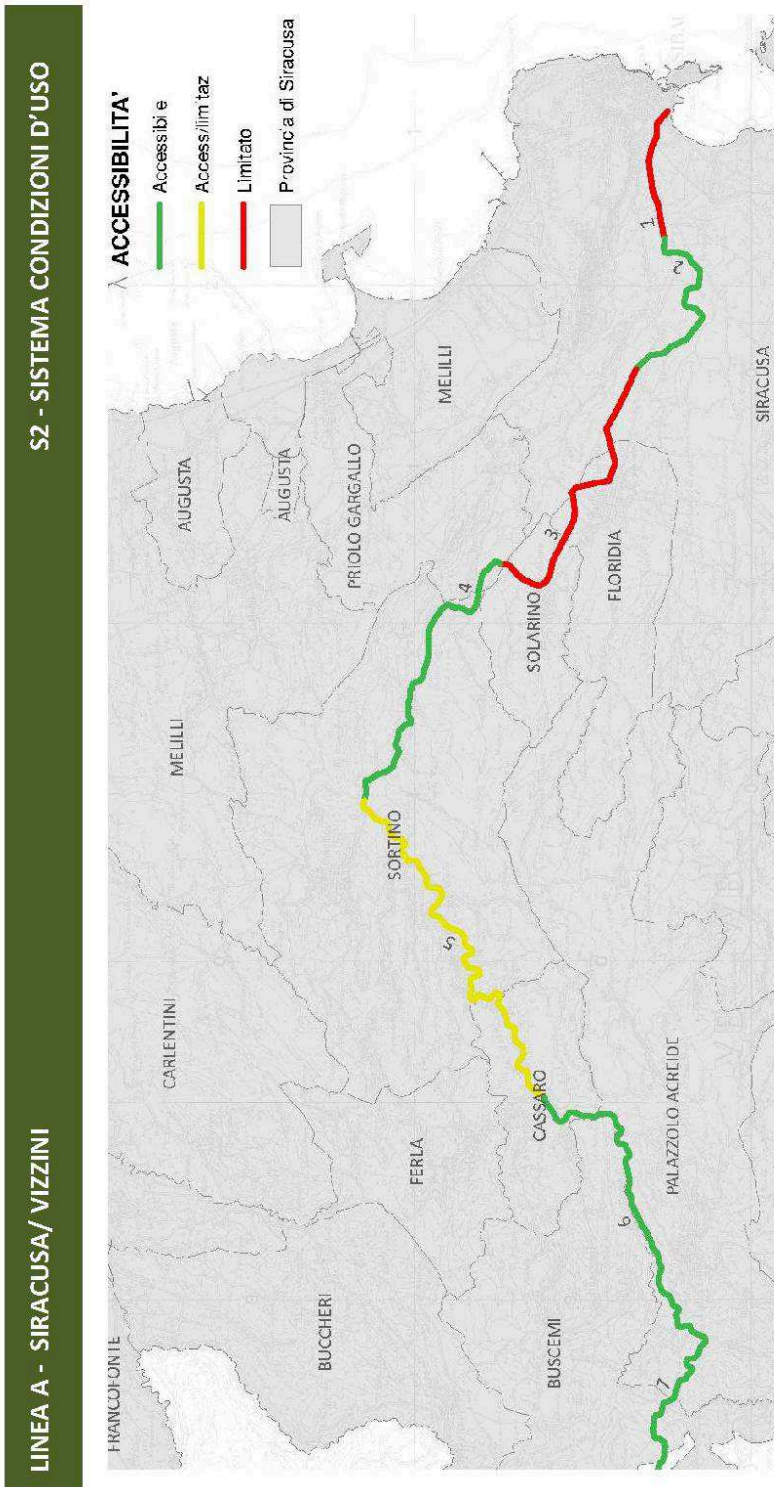 LINEA A - SIRACUSA/ VIZZINI
S2 - SISTEMA CONDIZIONI D'USO
ACCESSIBILITA'
Accessibi e
Access/limitaz
Limitato
Provincia di Siracusa
FRANCOFONTE
CARLENTINI
MELILLI
AUGUSTA
AUGUSTA
PRIOLO GARGALLO
MELILLI
BUCCHERI
FERLA
SORTINO
BUSCEMI
CASSARO
SOLARINO
FLORIDIA
PALAZZOLO ACREIDE
SIRACUSA
1
2
3
4
5
6
7